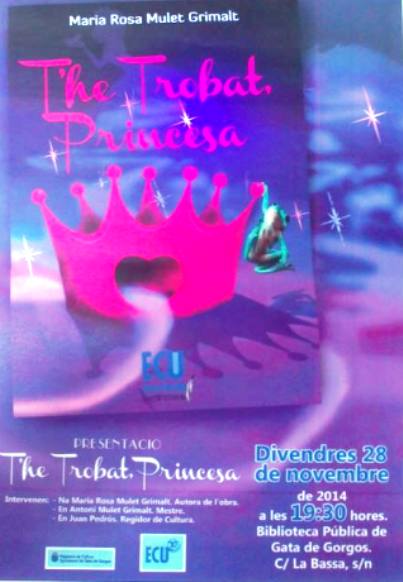 Maria Rosa Mulet Grimalt
T'he Trobat,
Princesa
ECU
PRESENTACIO
T'he Trobat, Princesa
Intervenen: - Na Maria Rosa Mulet Grimalt. Autora de l'obra.
- En Antoni Mulet Grimalt. Mestre.
- En Juan Pedrós. Regidor de Cultura.
Divendres 28
de novembre
de 2014
a les 19:30 hores.
Biblioteca Pública de
Gata de Gorgos.
C/ La Bassa, s/n
ECU